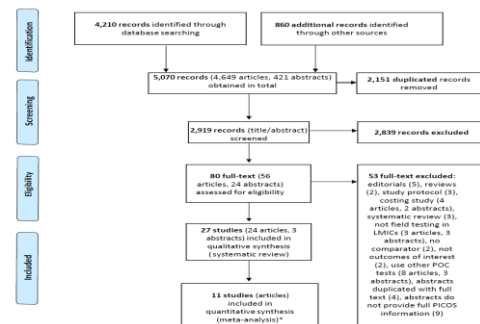 Identification
4,210 records identified through
database searching
860 additional records identified
through other sources
5,070 records (4,649 articles, 421 abstracts)
obtained in total
2,151 duplicated records
removed
Screening
2,919 records (title/abstract)
screened
2,839 records excluded
Eligibility
80 full-text (56
articles, 24 abstracts)
assessed for eligibility
53 full-text excluded:
editorials (5), reviews
(2), study protocol (3),
costing study (4
articles, 2 abstracts),
systematic review (3),
not field testing in
LMICs (3 articles, 3
abstracts), no
comparator (2), not
outcomes of interest
(2), use other POC
tests (8 articles, 3
abstracts), abstracts
duplicated with full
text (4), abstracts do
not provide full PICOS
information (9)
Included
27 studies (24 articles, 3
abstracts) included in
qualitative synthesis
(systematic review)
11 studies (articles)
included in
quantitative synthesis
(meta-analysis)*